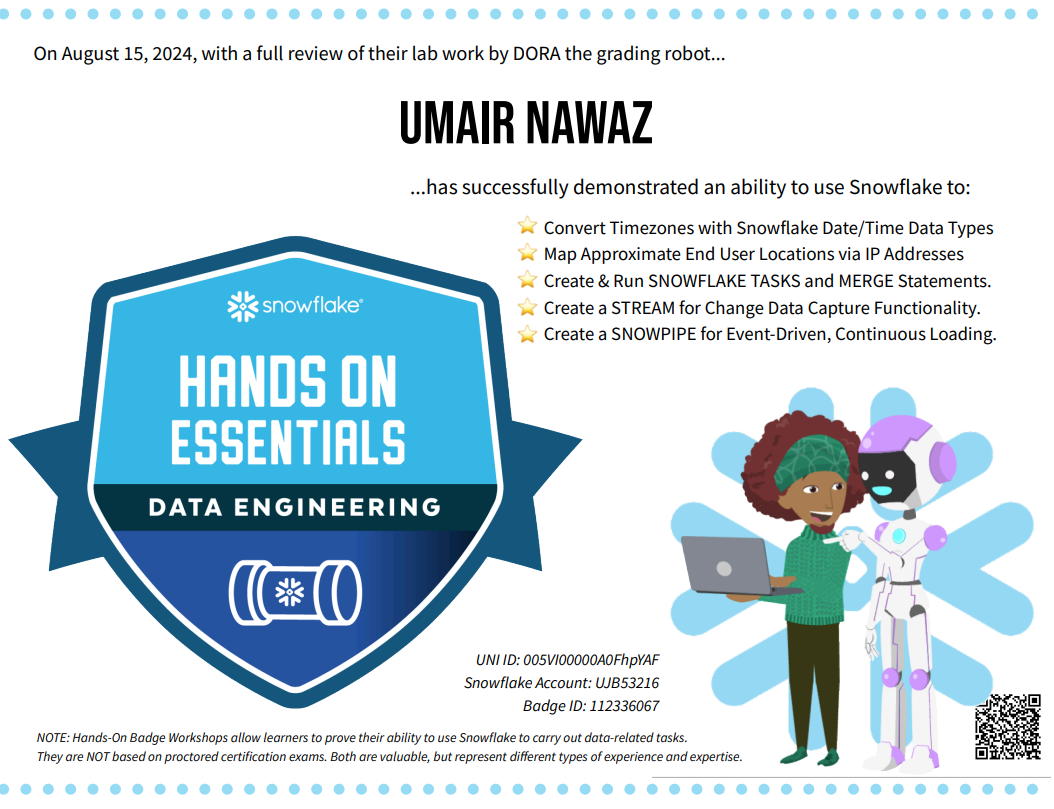 On August 15, 2024, with a full review of their lab work by DORA the grading robot...
UMAIR NAWAZ
...has successfully demonstrated an ability to use Snowflake to:
Convert Timezones with Snowflake Date/Time Data Types
Map Approximate End User Locations via IP Addresses
Create & Run SNOWFLAKE TASKS and MERGE Statements.
Create a STREAM for Change Data Capture Functionality.
Create a SNOWPIPE for Event-Driven, Continuous Loading.
snowflake®
HANDS ON
ESSENTIALS
DATA ENGINEERING
UNI ID: 005VI00000A0FhpYAF
Snowflake Account: UJB53216
Badge ID: 112336067
NOTE: Hands-On Badge Workshops allow learners to prove their ability to use Snowflake to carry out data-related tasks.
They are NOT based on proctored certification exams. Both are valuable, but represent different types of experience and expertise.